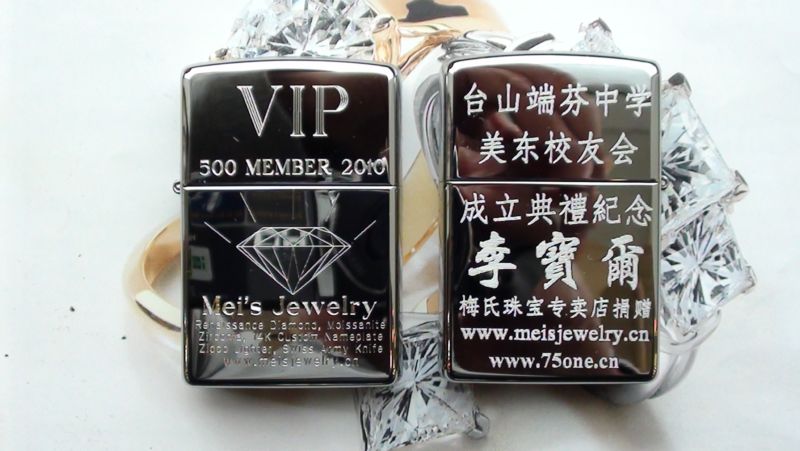 VIP
500 MEMBER 2010
Mei's Jewelry
Renaissance Diamond, Moissanite
Zirconia, 14K Custom Nameplate
Zippo Lighter, Swiss Army Knife
www.meisjewelry.cn
台山端芬中学
美东校友会
成立典禮紀念
李寶爾
梅氏珠宝专卖店捐赠
www.meisjewelry.cn
www.75one.cn